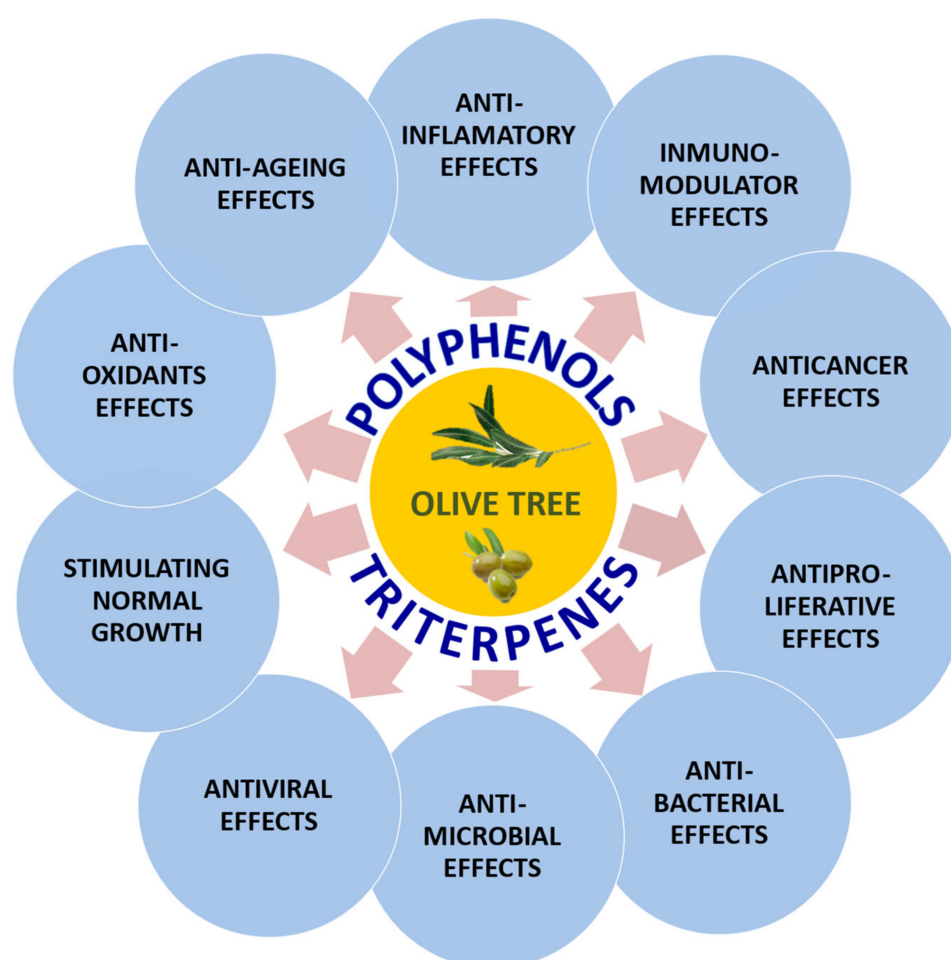 ANTI-
INFLAMATORY
EFFECTS
INMUNO-
MODULATOR
EFFECTS
ANTICANCER
EFFECTS
ANTIPRO-
LIFERATIVE
EFFECTS
ANTI-
BACTERIAL
EFFECTS
ANTI-
MICROBIAL
EFFECTS
ANTIVIRAL
EFFECTS
STIMULATING
NORMAL
GROWTH
ANTI-
OXIDANTS
EFFECTS
ANTI-AGEING
EFFECTS
POLYPHENOLS
OLIVE TREE
TRITERPENES